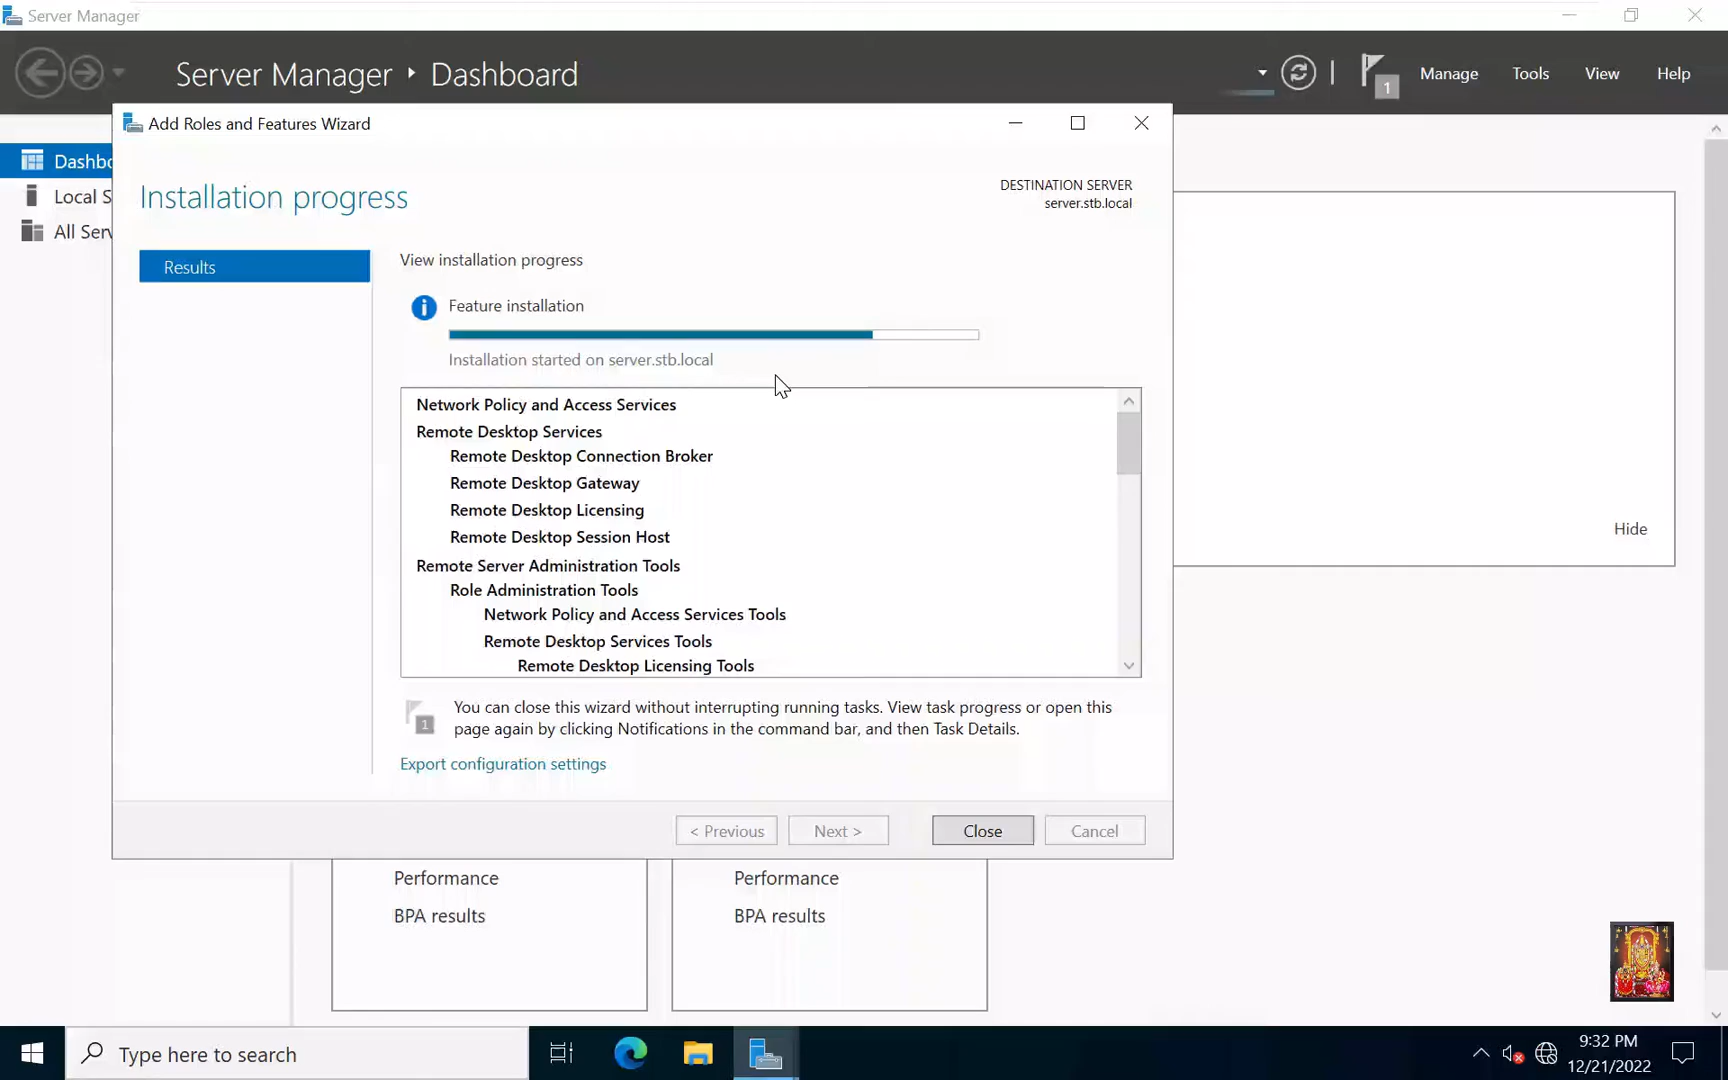 Server Manager
Server Manager ‣ Dashboard
1
Manage
Tools
View
Help
Add Roles and Features Wizard
Dashbo
Local S
All Serv
Installation progress
DESTINATION SERVER
server.stb.local
Results
View installation progress
Feature installation
Installation started on server.stb.local
Network Policy and Access Services
Remote Desktop Services
Remote Desktop Connection Broker
Remote Desktop Gateway
Remote Desktop Licensing
Remote Desktop Session Host
Remote Server Administration Tools
Role Administration Tools
Network Policy and Access Services Tools
Remote Desktop Services Tools
Remote Desktop Licensing Tools
Hide
1
You can close this wizard without interrupting running tasks. View task progress or open this
page again by clicking Notifications in the command bar, and then Task Details.
Export configuration settings
< Previous
Next >
Close
Cancel
Performance
BPA results
Performance
BPA results
Type here to search
9:32 PM
12/21/2022